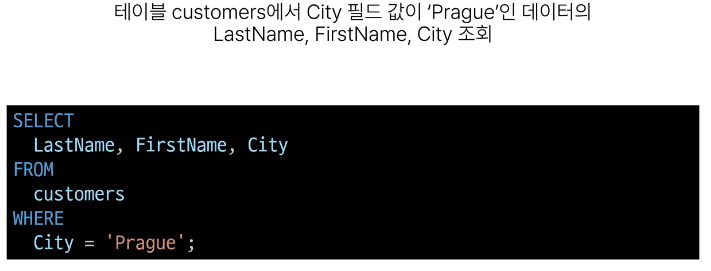 테이블 customers에서 City 필드 값이 ‘Prague’인 데이터의
LastName, FirstName, City 조회
SELECT
  LastName, FirstName, City
FROM
  customers
WHERE
  City = 'Prague';